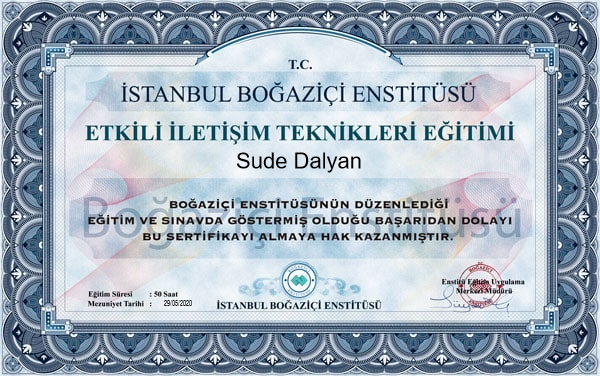 T.C.
İSTANBUL BOĞAZİÇİ ENSTİTÜSÜ
ETKİLİ İLETİŞİM TEKNİKLERİ EĞİTİMİ
Sude Dalyan
BOĞAZİÇİ ENSTİTÜSÜNÜN DÜZENLEDİĞİ
EĞİTİM VE SINAVDA GÖSTERMİŞ OLDUĞU BAŞARIDAN DOLAYI
BU SERTİFİKAYI ALMAYA HAK KAZANMIŞTIR.
Boğaziçi Enstitüsü
Eğitim Süresi : 50 Saat
Mezuniyet Tarihi : 29/05/2020
İSTANBUL BOĞAZİÇİ ENSTİTÜSÜ
BOĞAZİÇİ
Enstitü Eğitim Uygulama
Merkezi Müdürü